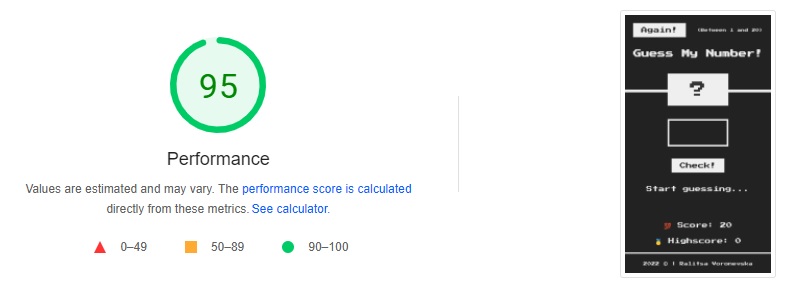 95
Performance
Values are estimated and may vary. The performance score is calculated
directly from these metrics. See calculator.
0–49
50–89
90–100
Again!
(Between 1 and 20)
Guess My Number!
?
Check!
Start guessing...
💯 Score: 20
🥇 Highscore: 0
2022 © | Ralitsa Voronevska